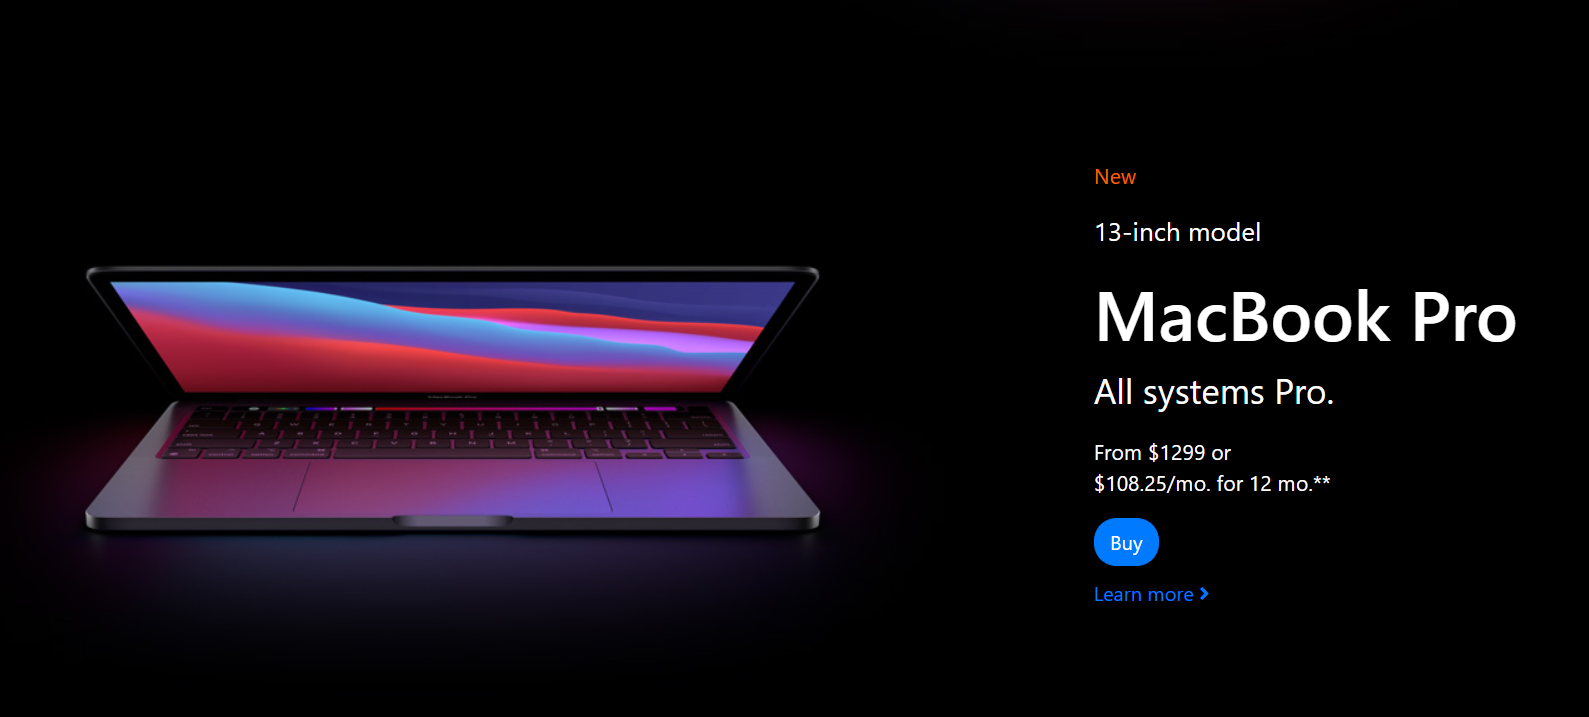 New
13-inch model
MacBook Pro
All systems Pro.
From $1299 or
$108.25/mo. for 12 mo.**
Buy
Learn more